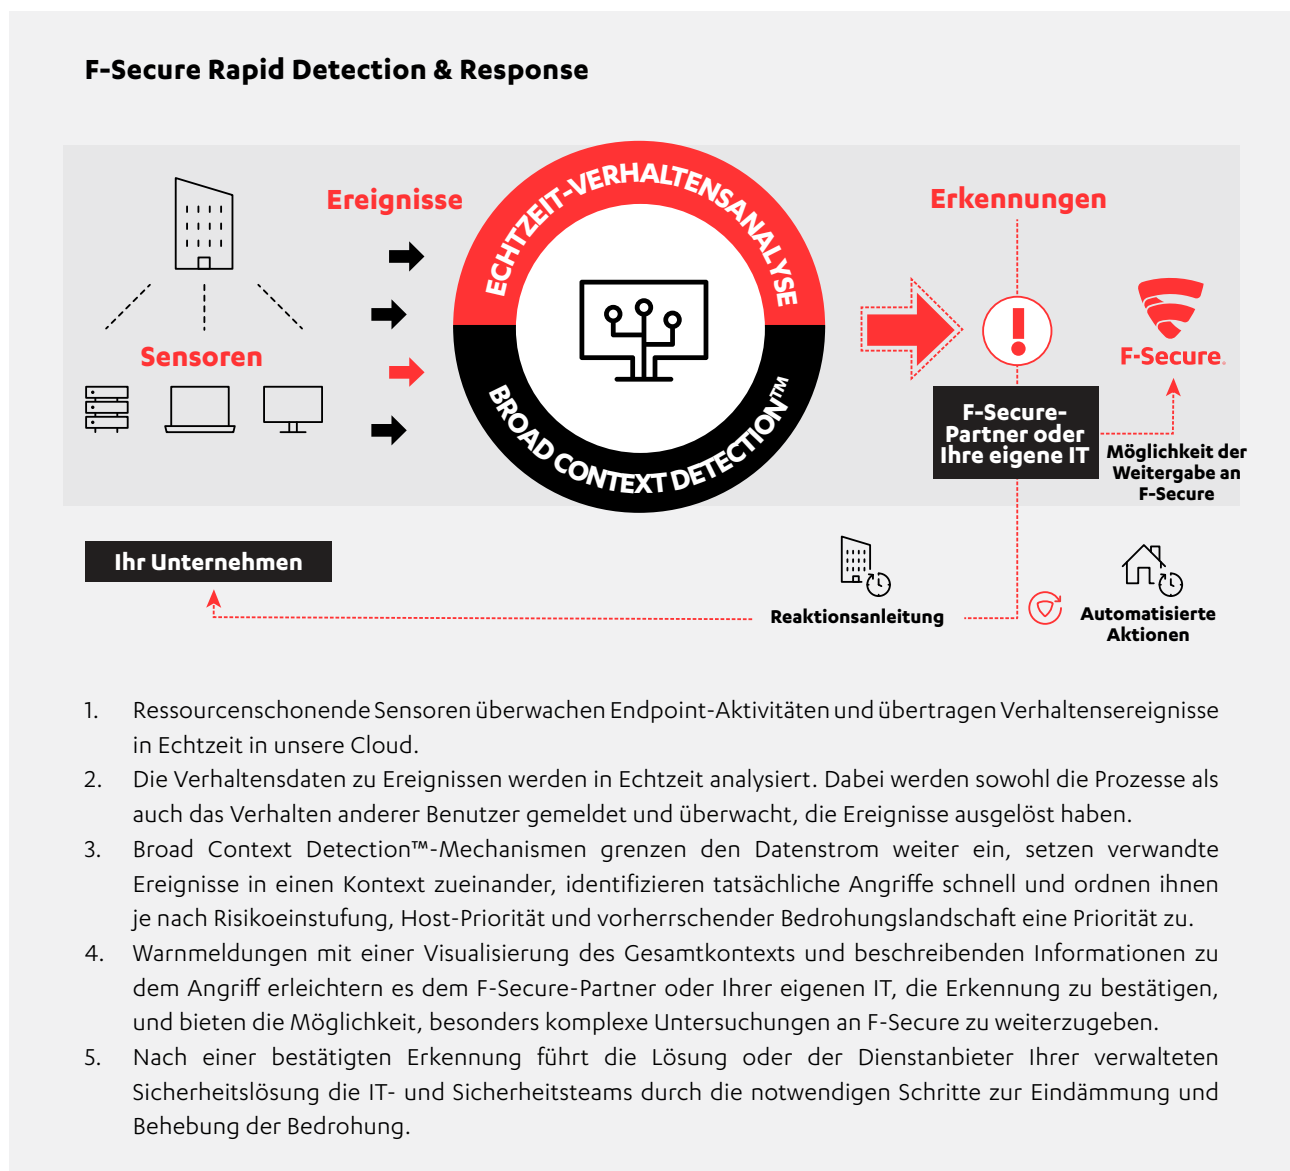 F-Secure Rapid Detection & Response
Ereignisse
ECHTZEIT-VERHALTENSANALYSE
BROAD CONTEXT DETECTION™
Erkennungen
Sensoren
F-Secure.
F-Secure-
Partner oder
Ihre eigene IT
Möglichkeit der
Weitergabe an
F-Secure
Ihr Unternehmen
Reaktionsanleitung
Automatisierte
Aktionen
1. Ressourcenschonende Sensoren überwachen Endpoint-Aktivitäten und übertragen Verhaltensereignisse
in Echtzeit in unsere Cloud.
2. Die Verhaltensdaten zu Ereignissen werden in Echtzeit analysiert. Dabei werden sowohl die Prozesse als
auch das Verhalten anderer Benutzer gemeldet und überwacht, die Ereignisse ausgelöst haben.
3. Broad Context Detection™-Mechanismen grenzen den Datenstrom weiter ein, setzen verwandte
Ereignisse in einen Kontext zueinander, identifizieren tatsächliche Angriffe schnell und ordnen ihnen
je nach Risikoeinstufung, Host-Priorität und vorherrschender Bedrohungslandschaft eine Priorität zu.
4. Warnmeldungen mit einer Visualisierung des Gesamtkontexts und beschreibenden Informationen zu
dem Angriff erleichtern es dem F-Secure-Partner oder Ihrer eigenen IT, die Erkennung zu bestätigen,
und bieten die Möglichkeit, besonders komplexe Untersuchungen an F-Secure zu weiterzugeben.
5. Nach einer bestätigten Erkennung führt die Lösung oder der Dienstanbieter Ihrer verwalteten
Sicherheitslösung die IT- und Sicherheitsteams durch die notwendigen Schritte zur Eindämmung und
Behebung der Bedrohung.